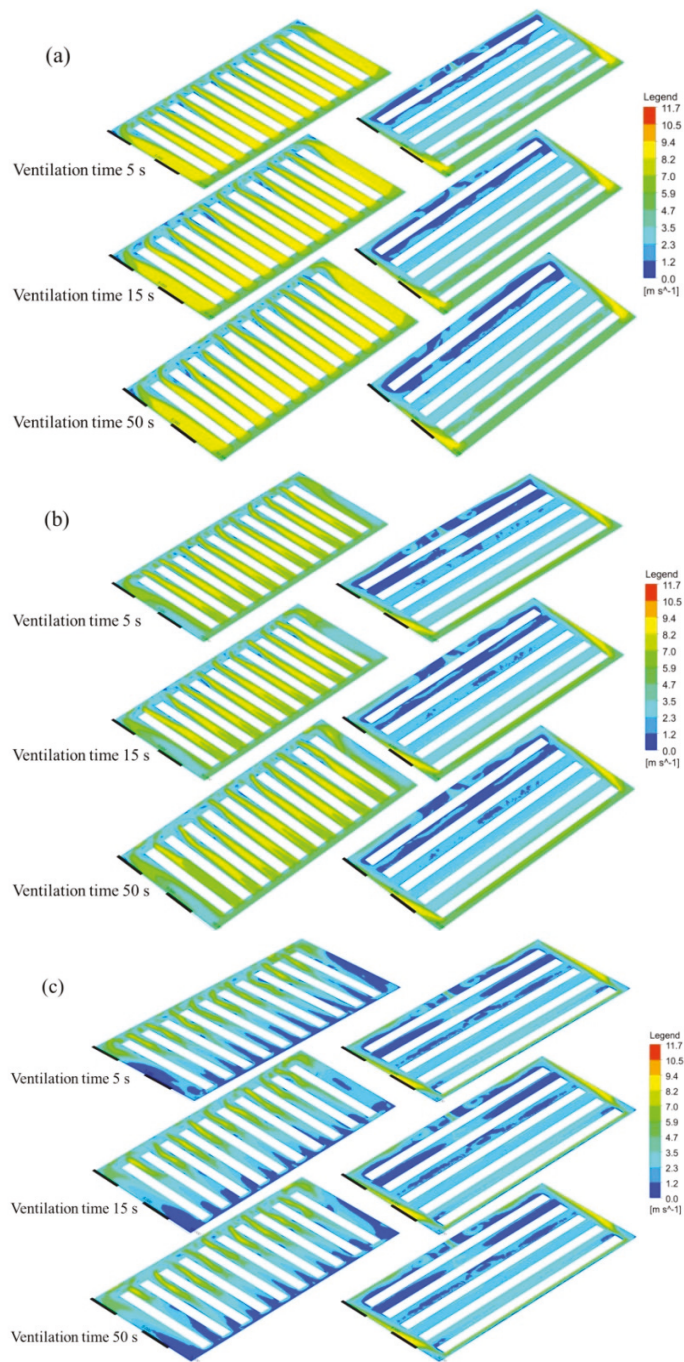 (a)
Legend
11.7
10.5
9.4
8.2
7.0
5.9
4.7
3.5
2.3
1.2
0.0
[m s^-1]
Ventilation time 5 s
Ventilation time 15 s
Ventilation time 50 s
(b)
Legend
11.7
10.5
9.4
8.2
7.0
5.9
4.7
3.5
2.3
1.2
0.0
[m s^-1]
Ventilation time 5 s
Ventilation time 15 s
Ventilation time 50 s
(c)
Legend
11.7
10.5
9.4
8.2
7.0
5.9
4.7
3.5
2.3
1.2
0.0
[m s^-1]
Ventilation time 5 s
Ventilation time 15 s
Ventilation time 50 s